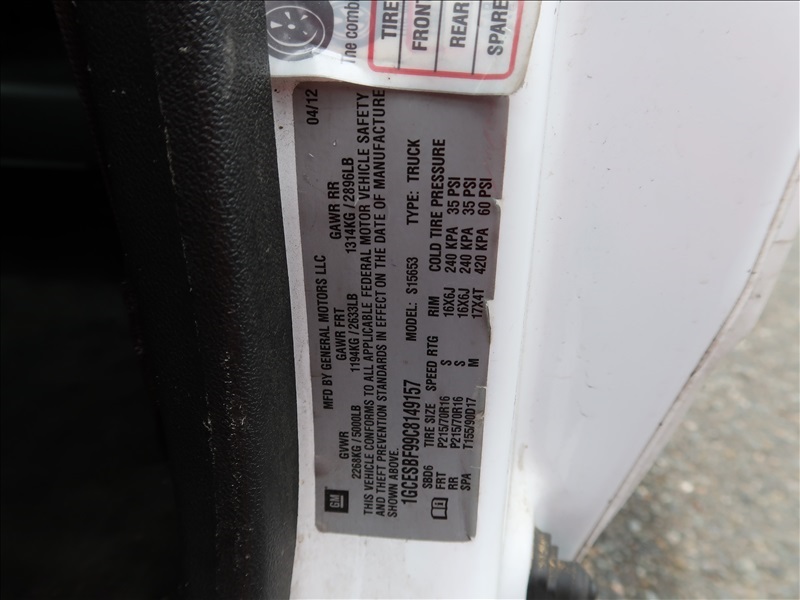 The combi
TIRE
FRONT
REAR
SPARE
MFD BY GENERAL MOTORS LLC
04/12
GVWR
GAWR FRT
GAWR RR
2268KG / 5000LB
1194KG / 2633LB
1314KG / 2896LB
THIS VEHICLE CONFORMS TO ALL APPLICABLE FEDERAL MOTOR VEHICLE SAFETY
AND THEFT PREVENTION STANDARDS IN EFFECT ON THE DATE OF MANUFACTURE
SHOWN ABOVE.
1GCESBF99C8149157 MODEL: S15653 TYPE: TRUCK
SBD6 TIRE SIZE SPEED RTG RIM COLD TIRE PRESSURE
FRT P215/70R16 S 16X6J 240 KPA 35 PSI
RR P215/70R16 S 16X6J 240 KPA 35 PSI
SPA T155/90D17 M 17X4T 420 KPA 60 PSI
GM